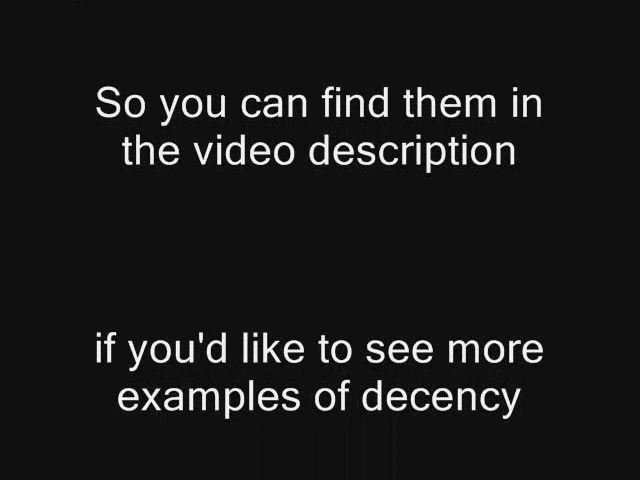 So you can find them in
the video description
if you'd like to see more
examples of decency